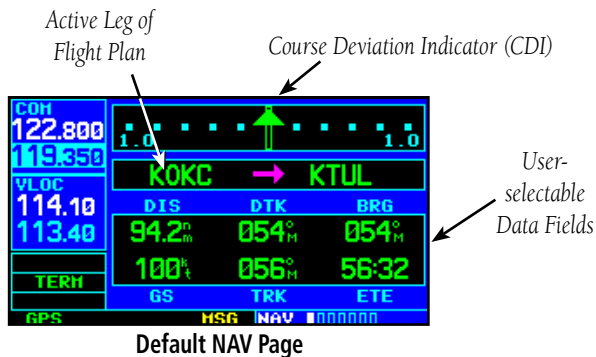 Active Leg of
Flight Plan
Course Deviation Indicator (CDI)
COM
122.800
119.350
VLOC
114.10
113.40
TERM
GPS
1.0
1.0
KOKC → KTUL
DIS DTK BRG
94.2nm 054°M 054°M
100kt 056°M 56:32
GS TRK ETE
MSG NAV
User-
selectable
Data Fields
Default NAV Page